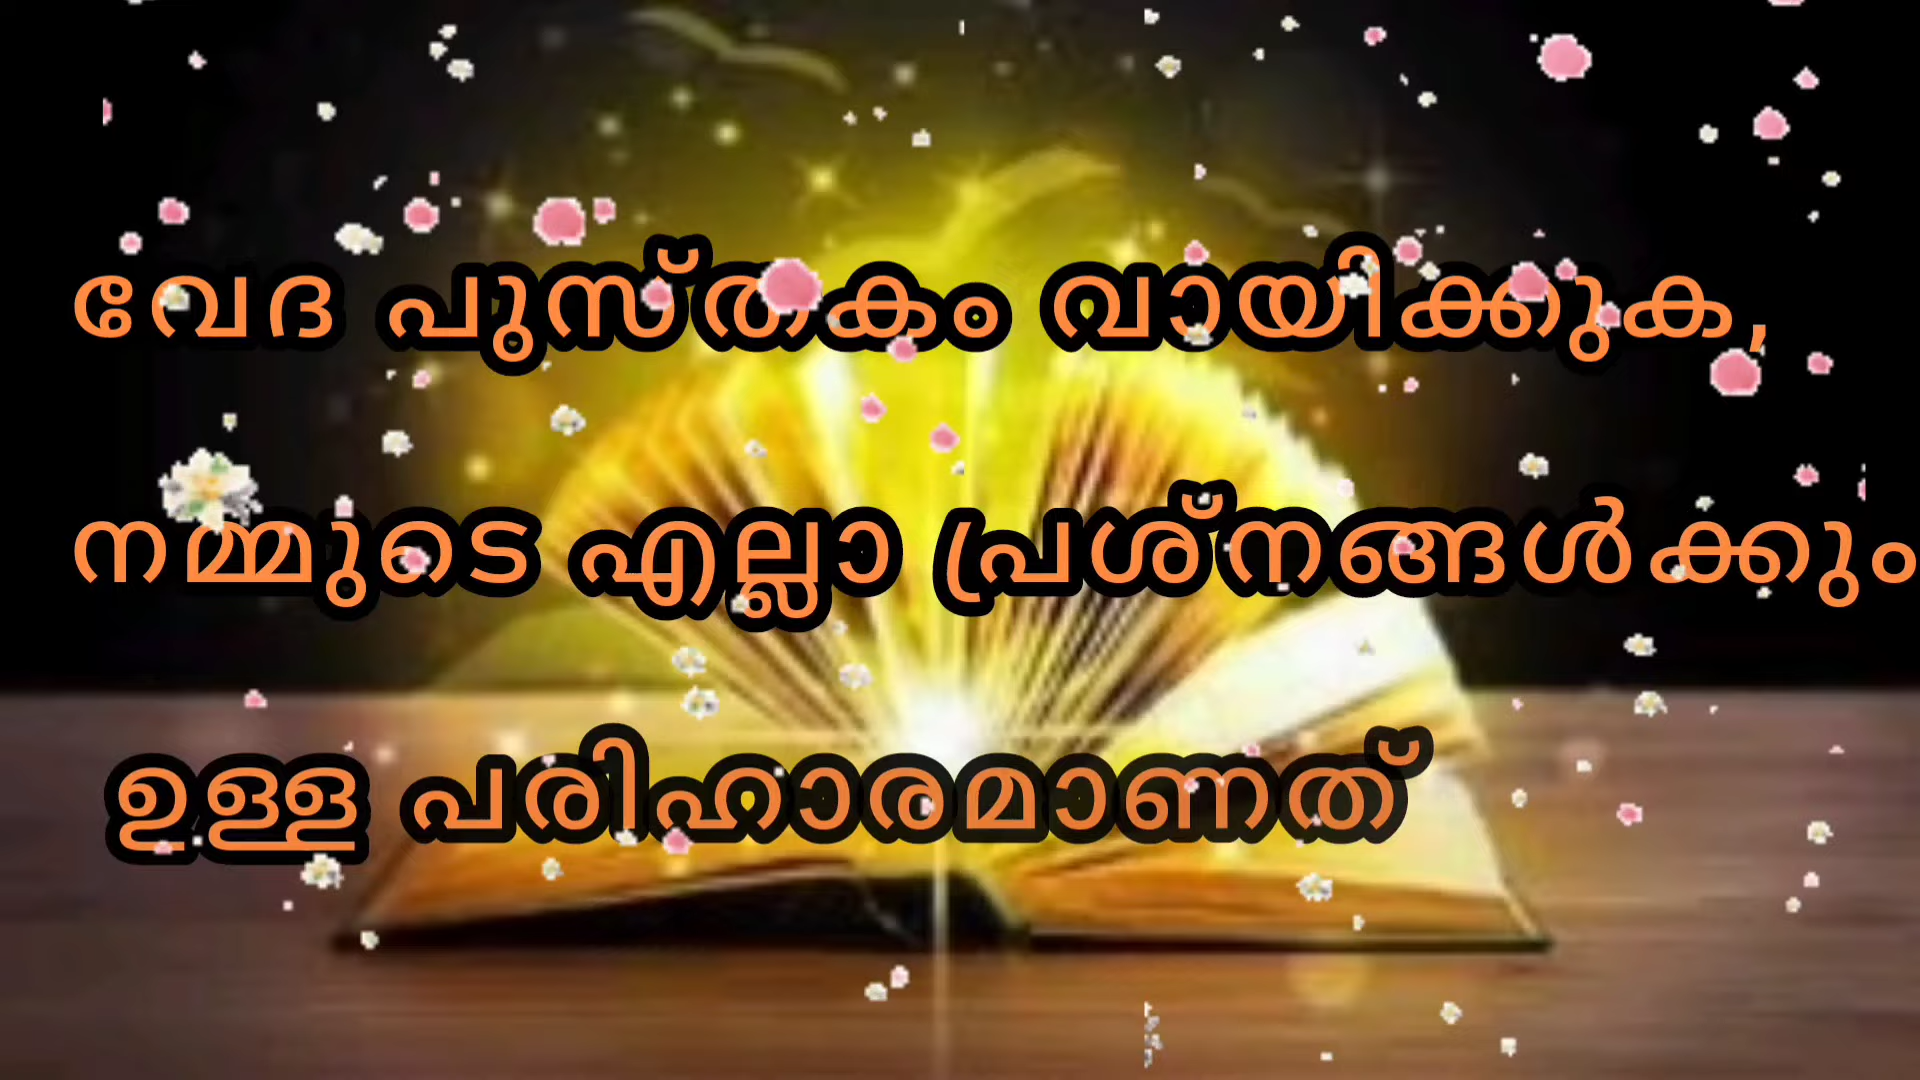 വേദ പുസ്തകം വായിക്കുക,
നമ്മുടെ എല്ലാ പ്രശ്നങ്ങൾക്കും
ഉള്ള പരിഹാരമാണത്